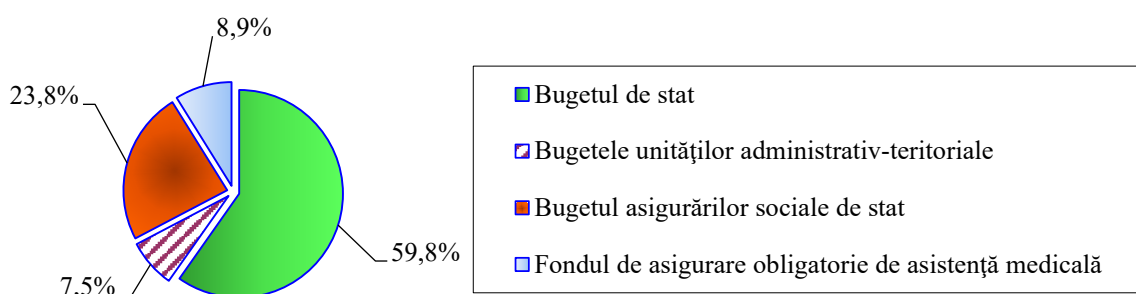 8,9%
23,8%
59,8%
7,5%
Bugetul de stat
Bugetele unităţilor administrativ-teritoriale
Bugetul asigurărilor sociale de stat
Fondul de asigurare obligatorie de asistenţă medicală